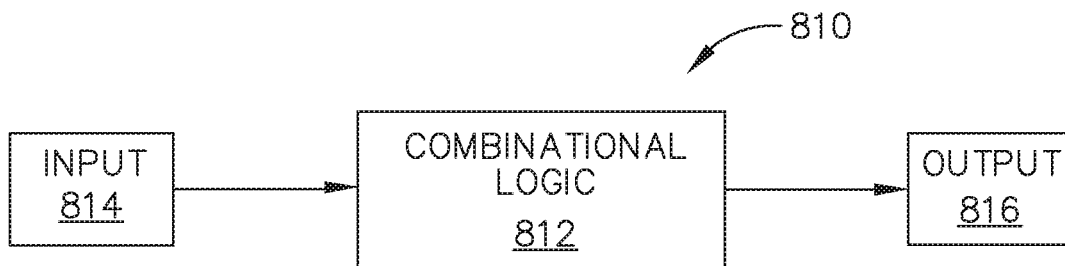 810
INPUT
814
COMBINATIONAL
LOGIC
812
OUTPUT
816